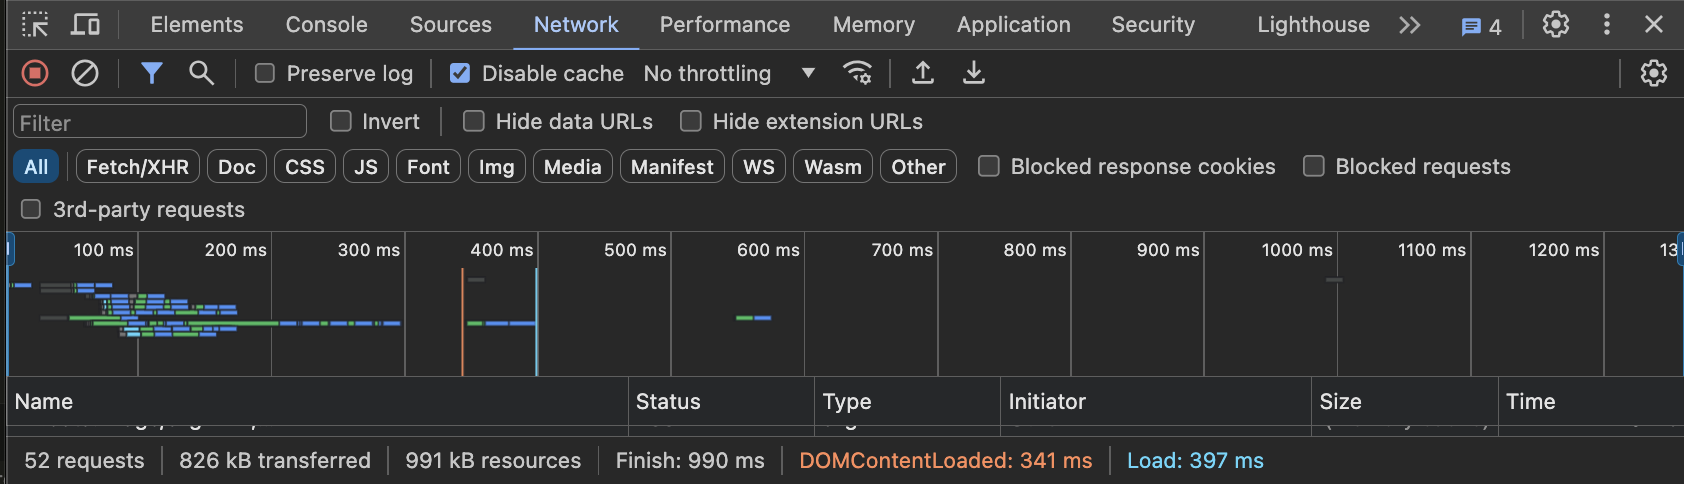 Elements Console Sources Network Performance Memory Application Security Lighthouse 4
Preserve log Disable cache No throttling
Filter Invert Hide data URLs Hide extension URLs
All Fetch/XHR Doc CSS JS Font Img Media Manifest WS Wasm Other Blocked response cookies Blocked requests
3rd-party requests
100 ms 200 ms 300 ms 400 ms 500 ms 600 ms 700 ms 800 ms 900 ms 1000 ms 1100 ms 1200 ms 13
Name Status Type Initiator Size Time
52 requests 826 kB transferred 991 kB resources Finish: 990 ms DOMContentLoaded: 341 ms Load: 397 ms